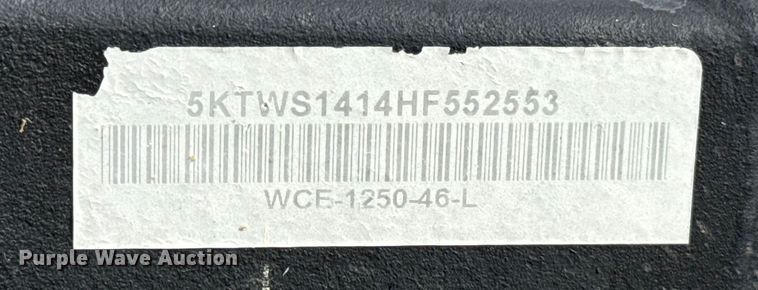 5KTWS1414HF552553
WCE-1250-46-L
Purple Wave Auction